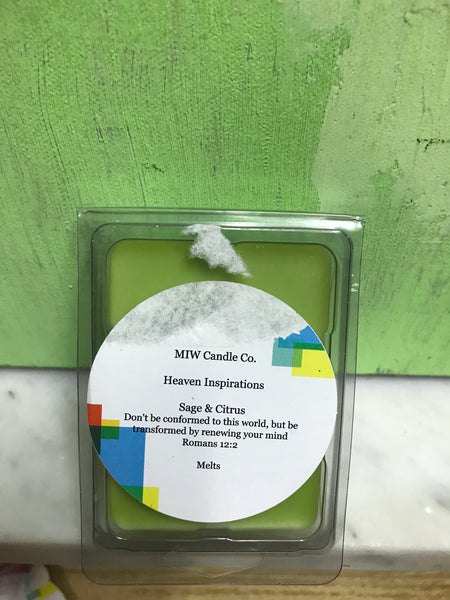 MIW Candle Co.
Heaven Inspirations
Sage & Citrus
Don't be conformed to this world, but be
transformed by renewing your mind
Romans 12:2
Melts